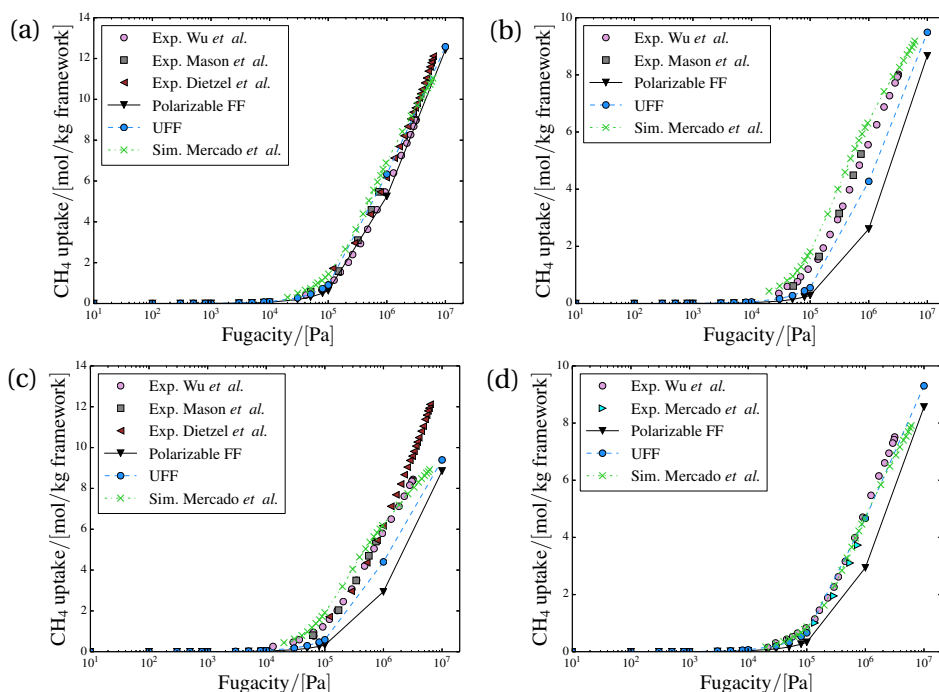 (a)
CH4 uptake/[mol/kg framework]
14
12
10
8
6
4
2
0
Exp. Wu et al.
Exp. Mason et al.
Exp. Dietzel et al.
Polarizable FF
UFF
Sim. Mercado et al.
10^1 10^2 10^3 10^4 10^5 10^6 10^7
Fugacity/[Pa]
(b)
CH4 uptake/[mol/kg framework]
10
8
6
4
2
0
Exp. Wu et al.
Exp. Mason et al.
Polarizable FF
UFF
Sim. Mercado et al.
10^1 10^2 10^3 10^4 10^5 10^6 10^7
Fugacity/[Pa]
(c)
CH4 uptake/[mol/kg framework]
14
12
10
8
6
4
2
0
Exp. Wu et al.
Exp. Mason et al.
Exp. Dietzel et al.
Polarizable FF
UFF
Sim. Mercado et al.
10^1 10^2 10^3 10^4 10^5 10^6 10^7
Fugacity/[Pa]
(d)
CH4 uptake/[mol/kg framework]
10
8
6
4
2
0
Exp. Wu et al.
Exp. Mercado et al.
Polarizable FF
UFF
Sim. Mercado et al.
10^1 10^2 10^3 10^4 10^5 10^6 10^7
Fugacity/[Pa]